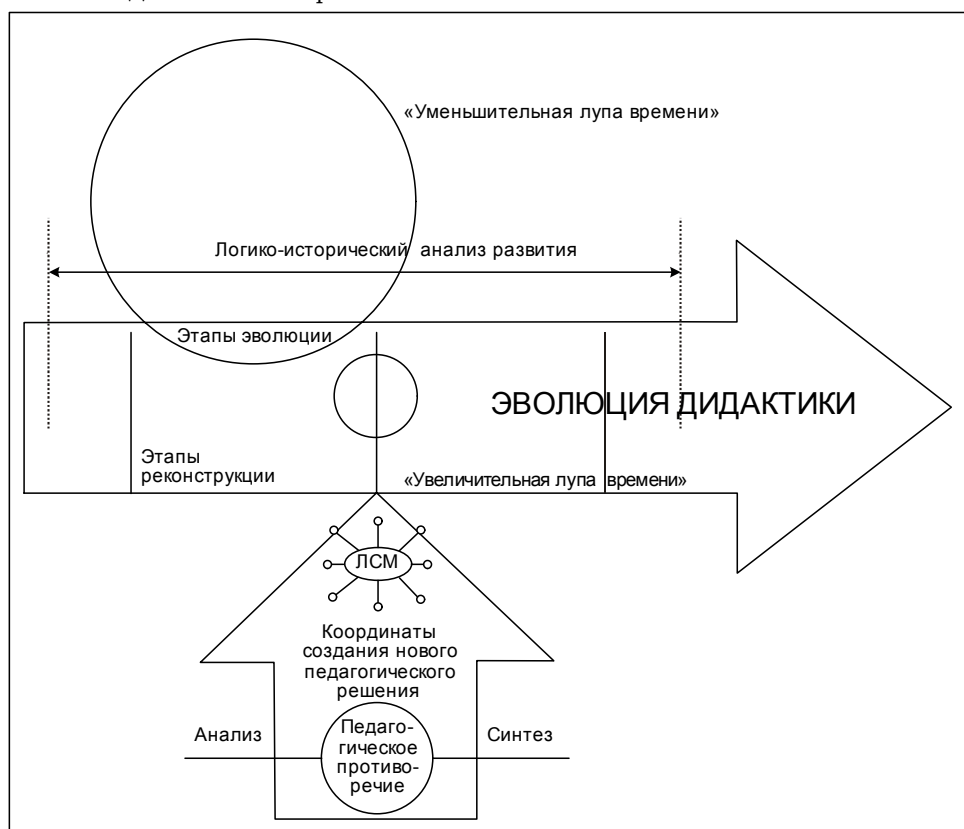 «Уменьшительная лупа времени»
Логико-исторический анализ развития
Этапы эволюции
ЭВОЛЮЦИЯ ДИДАКТИКИ
Этапы
реконструкции
«Увеличительная лупа времени»
ЛСМ
Координаты
создания нового
педагогического
решения
Анализ
Педаго-
гическое
противо-
речие
Синтез